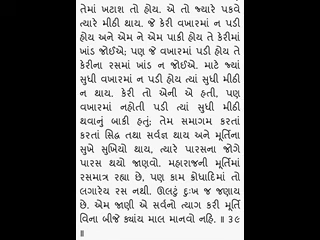 તેમાં ખટાશ તો હોય. એ તો જ્યારે પકવે
ત્યારે મીઠી થાય. જે કેરી વખારમાં ન પડી
હોય અને એમ ને એમ પાકી હોય તે કેરીમાં
ખાંડ જોઈએ; પણ જે વખારમાં પડી હોય તે
કેરીના રસમાં ખાંડ ન જોઈએ. માટે જ્યાં
સુધી વખારમાં ન પડી હોય ત્યાં સુધી મીઠી
ન થાય. કેરી તો એની એ હતી, પણ
વખારમાં નહોતી પડી ત્યાં સુધી મીઠી
થવાનું બાકી હતું; તેમ સમાગમ કરતાં
કરતાં સિદ્ધ તથા સર્વજ્ઞ થાય અને મૂર્તિના
સુખે સુખિયો થાય, ત્યારે પારસના જોગે
પારસ થયો જાણવો. મહારાજની મૂર્તિમાં
રસમાત્ર રહ્યા છે, પણ કામ ક્રોધાદિમાં તો
લગારેય રસ નથી. ઊલટું દુઃખ જ જણાય
છે. એમ જાણી એ સર્વનો ત્યાગ કરી મૂર્તિ
વિના બીજે ક્યાંય માલ માનવો નહિ. ॥ ૩૯
॥